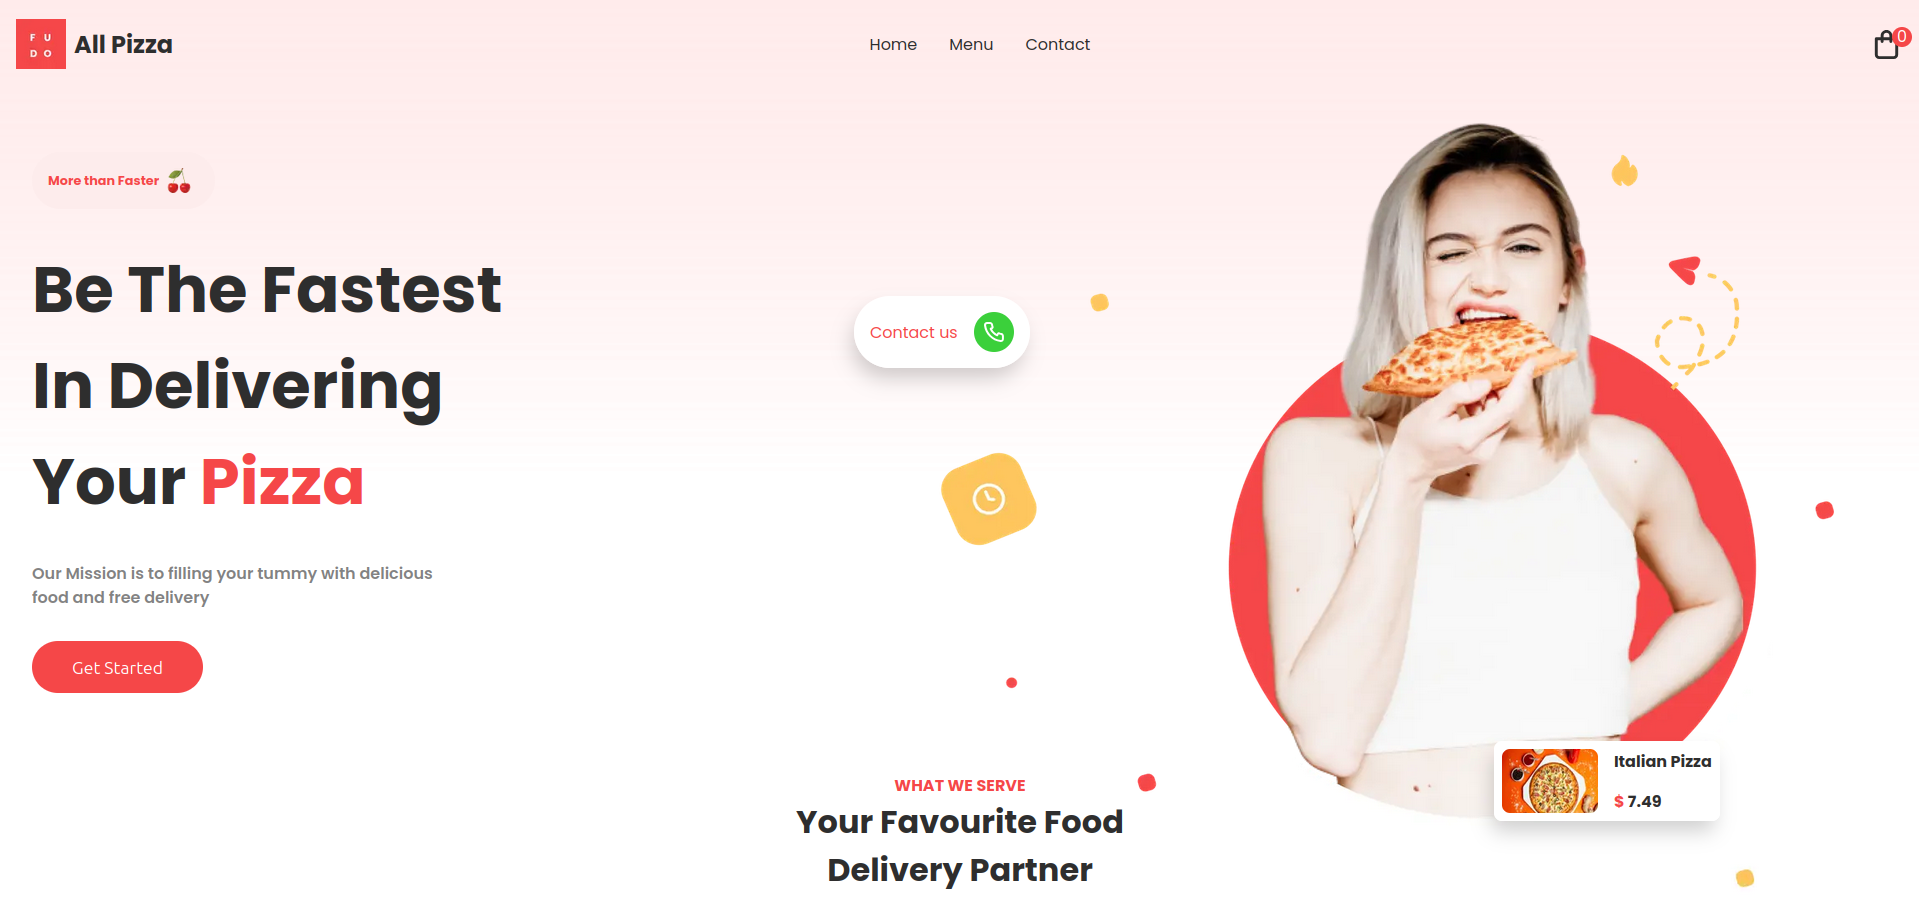 F U
D O
All Pizza
Home
Menu
Contact
0
More than Faster
Be The Fastest
In Delivering
Your Pizza
Our Mission is to filling your tummy with delicious
food and free delivery
Get Started
Contact us
Italian Pizza
$ 7.49
WHAT WE SERVE
Your Favourite Food
Delivery Partner